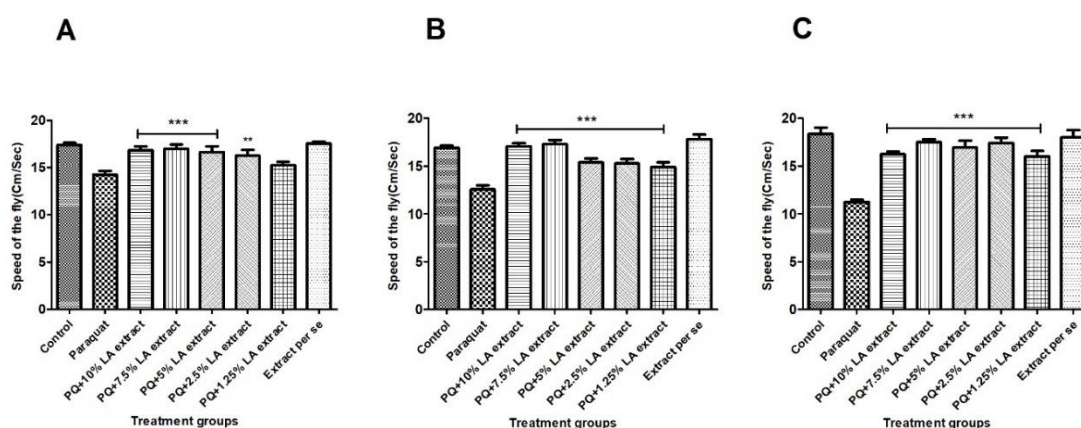 A
B
C
***
**
Speed of the fly(Cm/Sec)
20
15
10
5
0
Control
Paraquat
PQ+10% LA extract
PQ+7.5% LA extract
PQ+5% LA extract
PQ+2.5% LA extract
PQ+1.25% LA extract
Extract per se
Treatment groups
***
Speed of the fly(Cm/Sec)
20
15
10
5
0
Control
Paraquat
PQ+10% LA extract
PQ+7.5% LA extract
PQ+5% LA extract
PQ+2.5% LA extract
PQ+1.25% LA extract
Extract per se
Treatment groups
***
Speed of the fly(Cm/Sec)
20
15
10
5
0
Control
Paraquat
PQ+10% LA extract
PQ+7.5% LA extract
PQ+5% LA extract
PQ+2.5% LA extract
PQ+1.25% LA extract
Extract per se
Treatment groups